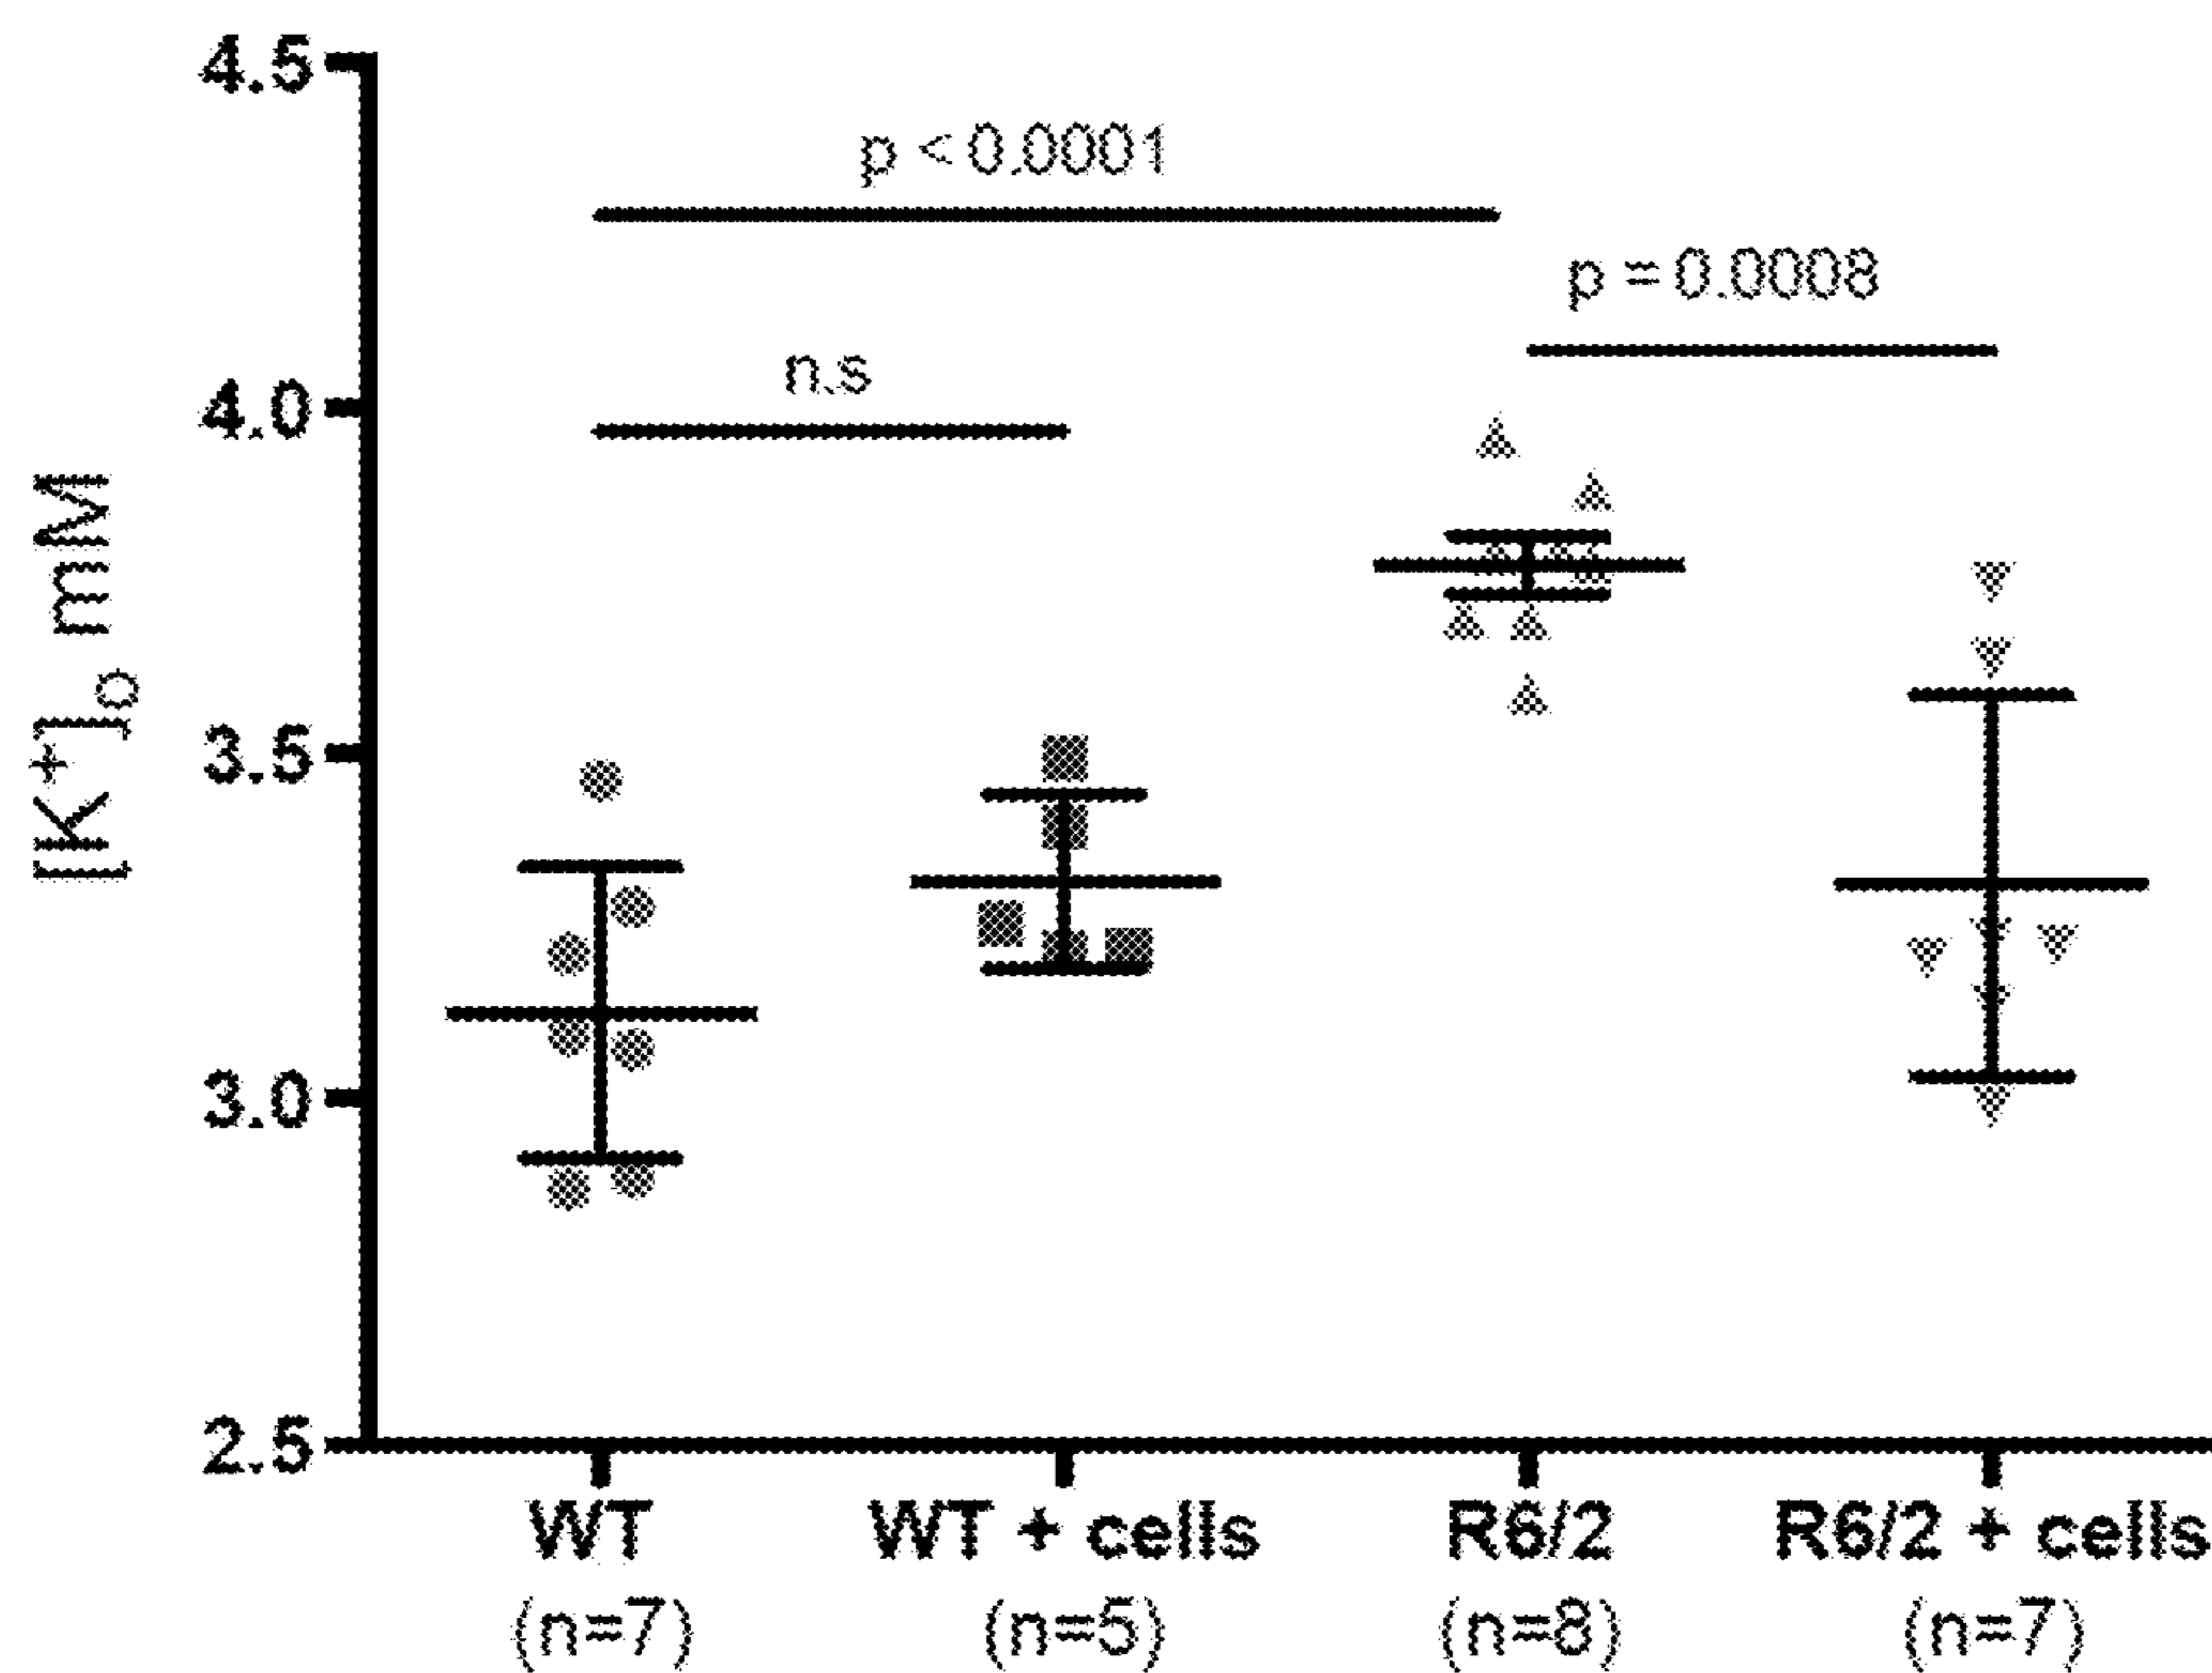 4.5
p < 0.0001
p = 0.0008
n.s
4.0
[K+]o mM
3.5
3.0
2.5
WT WT + cells R6/2 R6/2 + cells
(n=7) (n=5) (n=8) (n=7)